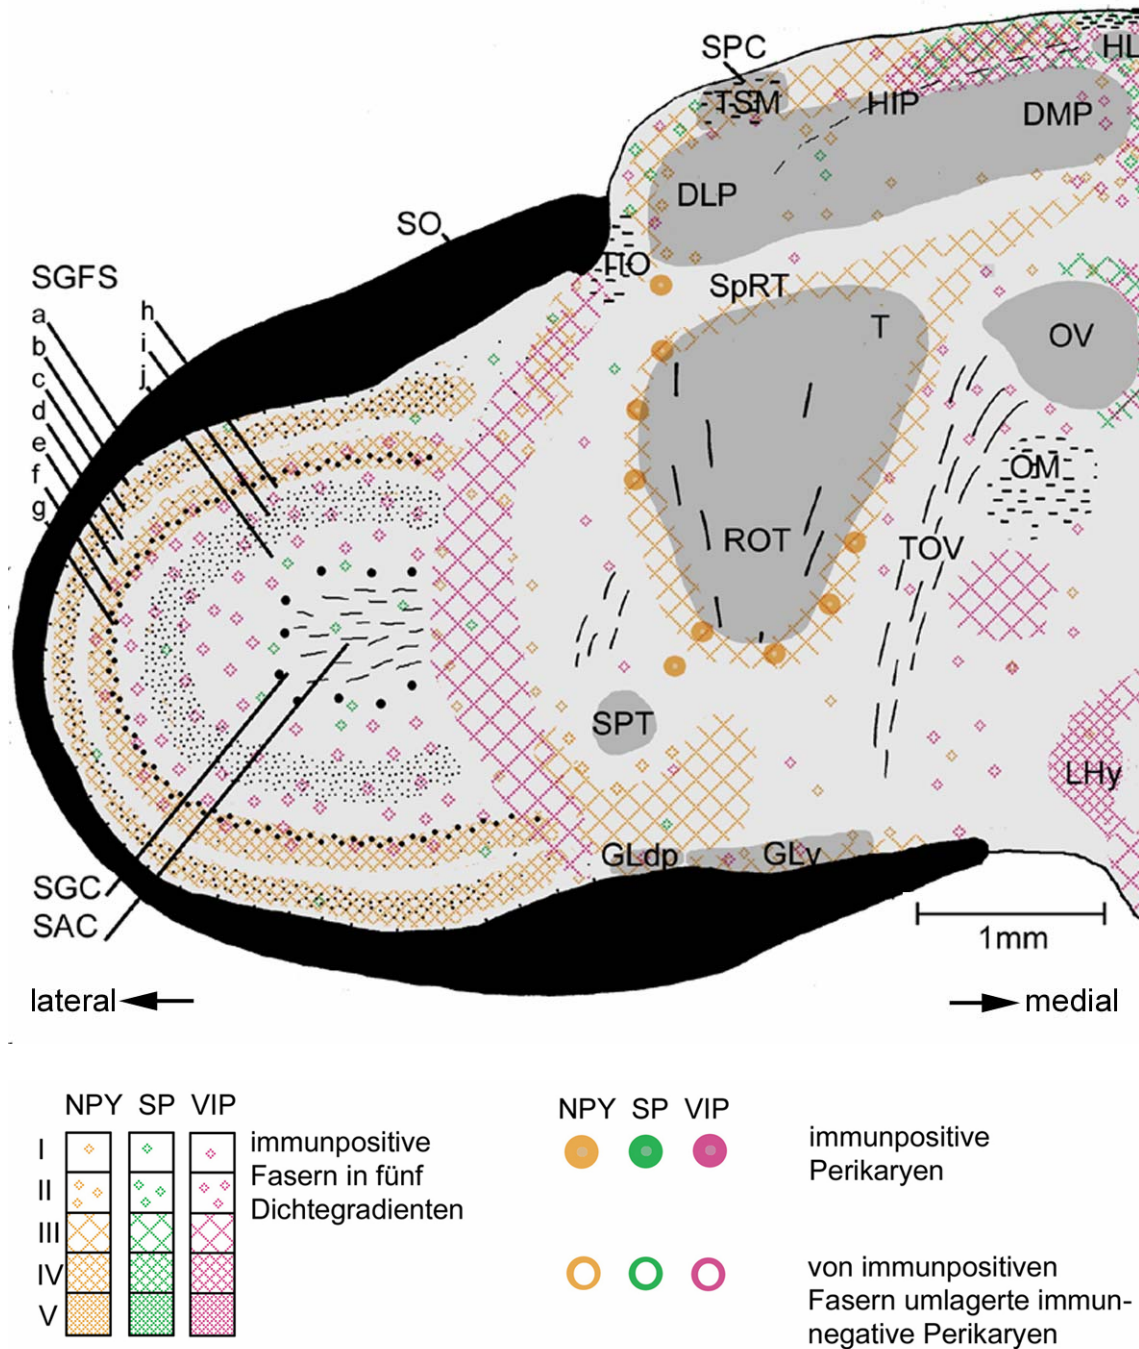 SPC
HL
TSM
HIP
DMP
DLP
SO
TIO
SGFS
SpRT
a
h
T
OV
b
i
c
j
d
e
OM
f
g
ROT
TOV
SPT
LHy
GLdp
GLv
SGC
SAC
1mm
lateral
medial
NPY SP VIP
I
II
III
IV
V
immunpositive
Fasern in fünf
Dichtegradienten
NPY SP VIP
immunpositive
Perikaryen
von immunpositiven
Fasern umlagerte immun-
negative Perikaryen